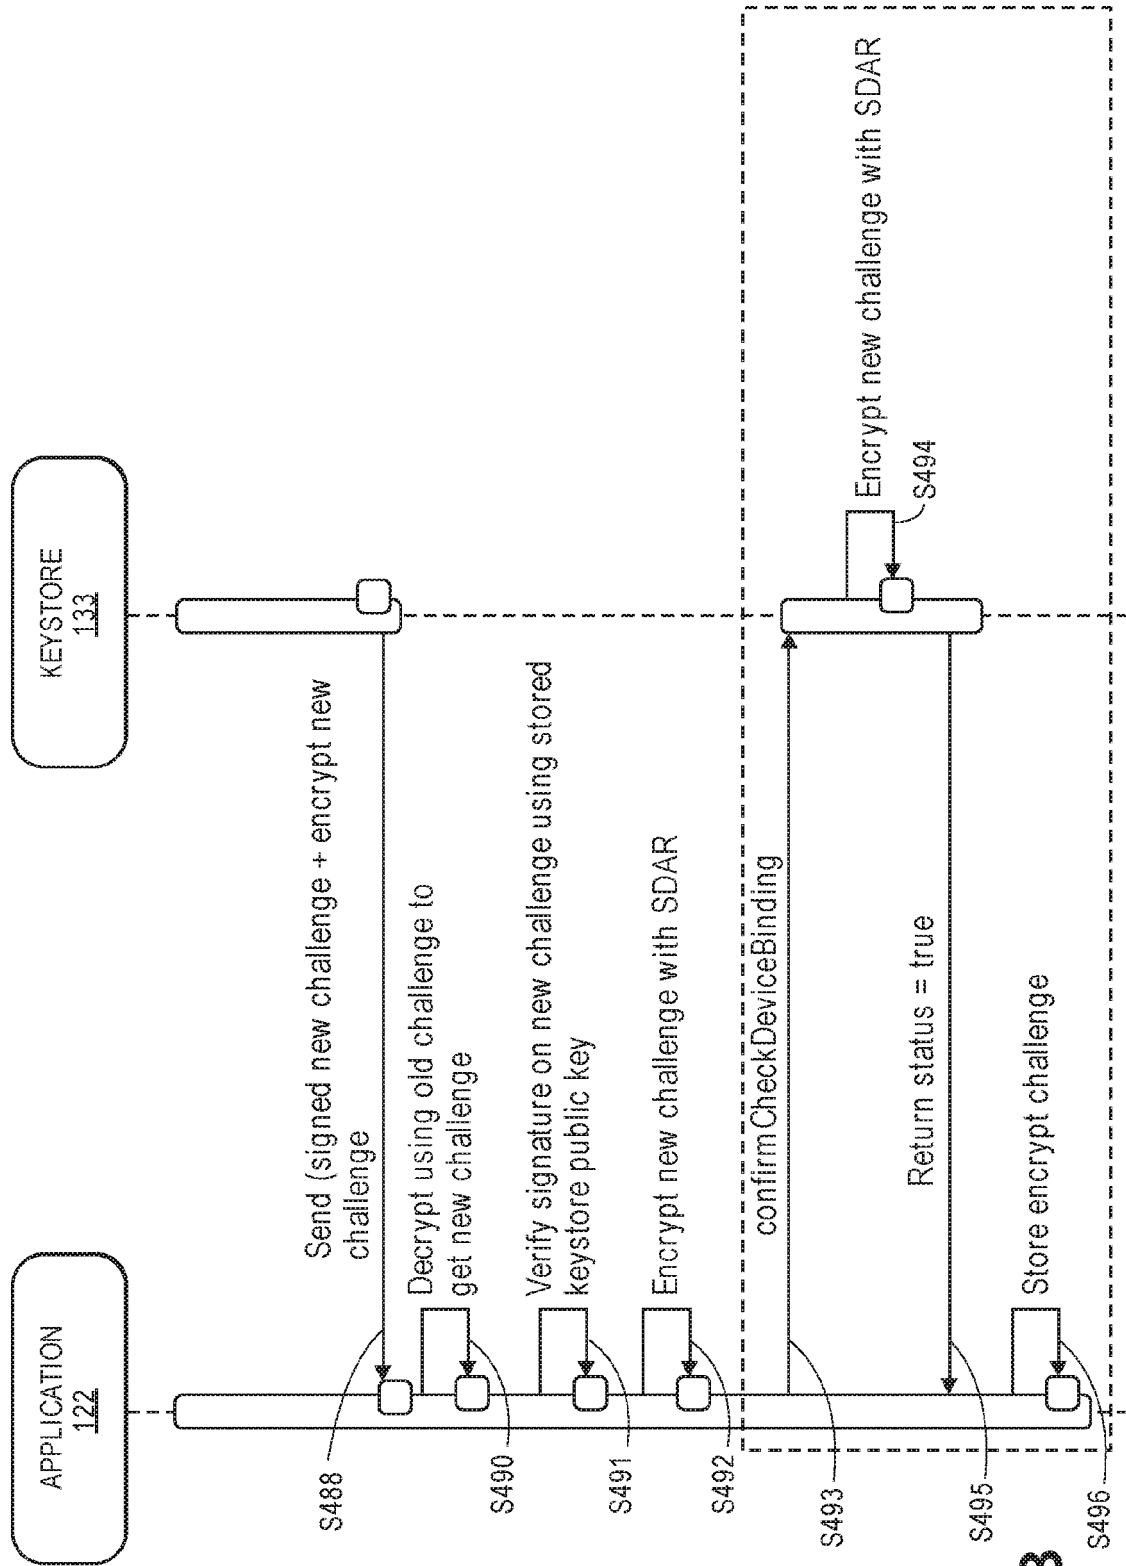 APPLICATION
122
KEYSTORE
133
Send (signed new challenge + encrypt new
challenge
S488
Decrypt using old challenge to
get new challenge
S490
Verify signature on new challenge using stored
keystore public key
S491
Encrypt new challenge with SDAR
S492
confirmCheckDeviceBinding
S493
Encrypt new challenge with SDAR
S494
Return status = true
S495
Store encrypt challenge
S496